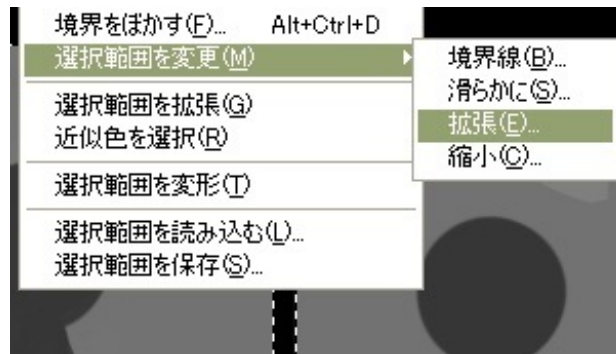 境界をぼかす(F)... Alt+Ctrl+D
選択範囲を変更(M)
選択範囲を拡張(G)
近似色を選択(R)
選択範囲を変形(T)
選択範囲を読み込む(L)...
選択範囲を保存(S)...
境界線(B)...
滑らかに(S)...
拡張(E)...
縮小(C)...